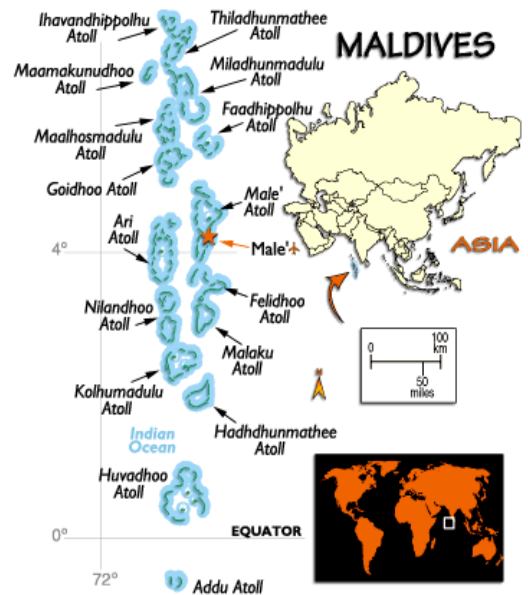 Ihavandhippolhu
Atoll
Thiladhunmathee
Atoll
MALDIVES
Maamakunudhoo
Atoll
Miladhunmadulu
Atoll
Faadhippolhu
Atoll
Maalhosmadulu
Atoll
Goidhoo Atoll
Male'
Atoll
Ari
Atoll
ASIA
4°
Male'
Nilandhoo
Atoll
Felidhoo
Atoll
Malaku
Atoll
0
100
km
50
miles
N
Kolhumadulu
Atoll
Hadhdhunmathee
Atoll
Indian
Ocean
Huvadhoo
Atoll
0°
EQUATOR
72°
Addu Atoll